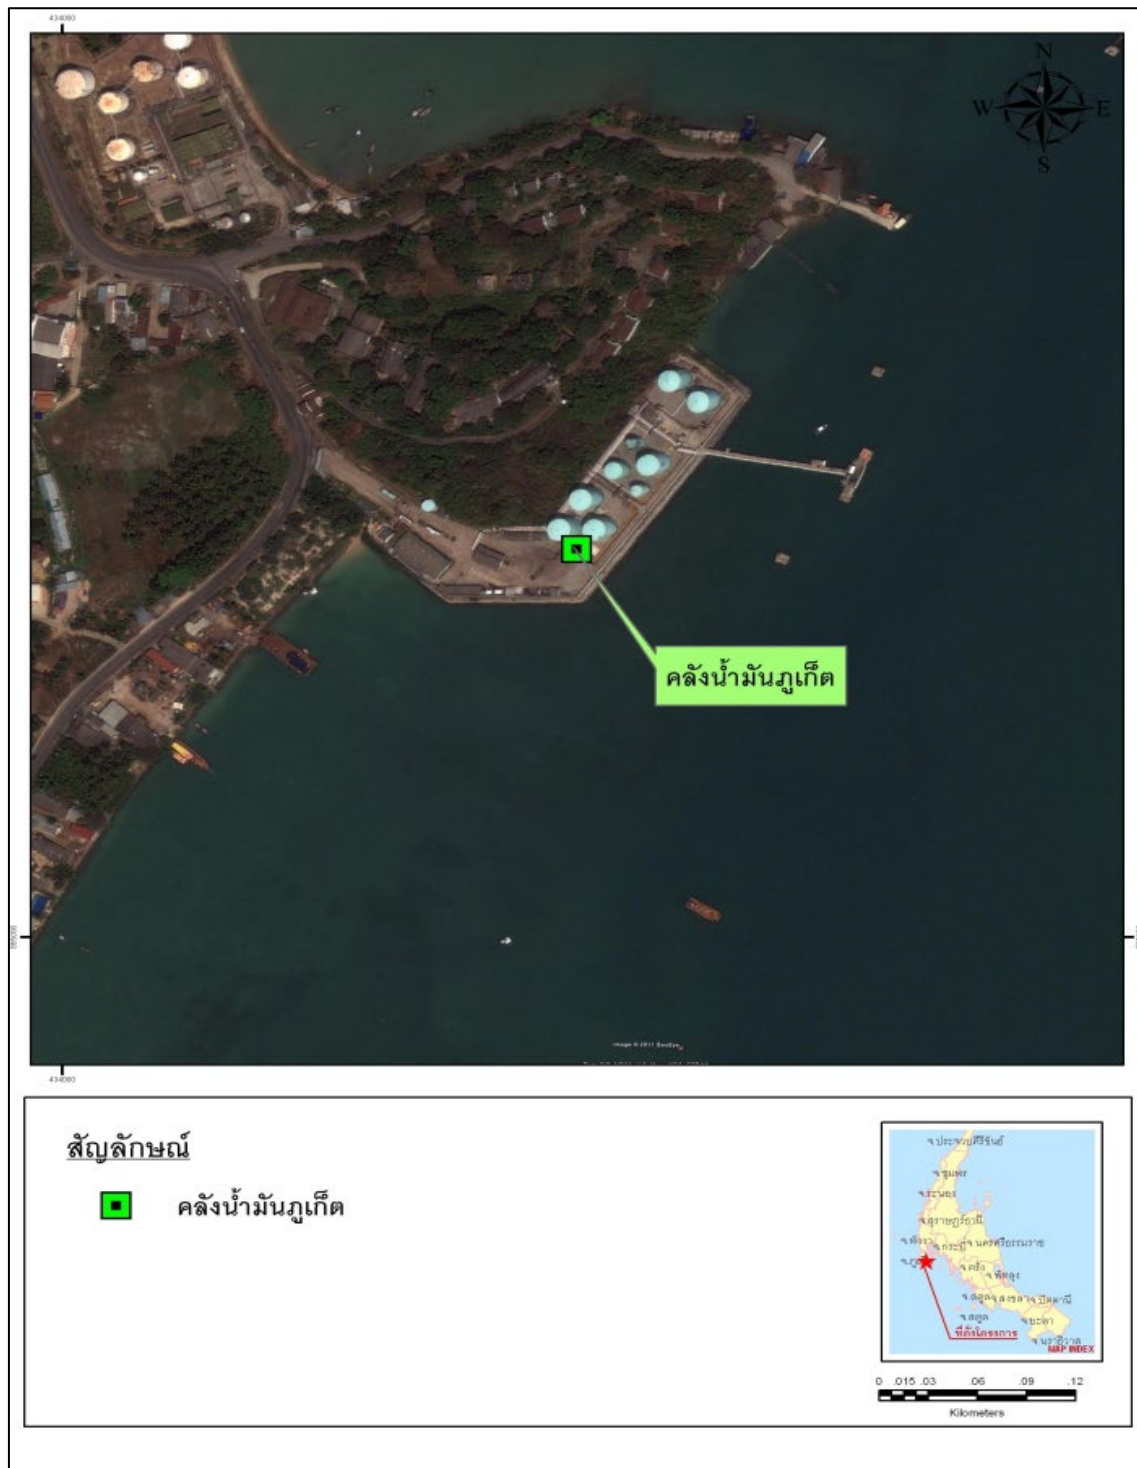 434000
N
W E
S
คลังน้ำมันภูเก็ต
Image © 2011 GeoEye
434000
สัญลักษณ์
คลังน้ำมันภูเก็ต
จ.ประจวบคีรีขันธ์
จ.ชุมพร
จ.ระนอง
จ.สุราษฎร์ธานี
จ.พังงา
จ.กระบี่
จ.นครศรีธรรมราช
จ.ตรัง
จ.พัทลุง
จ.สตูล
จ.สงขลา
จ.ปัตตานี
จ.สตูล
จ.ยะลา
ที่ตั้งโครงการ
จ.นราธิวาส
MAP INDEX
0 .015 .03 .06 .09 .12
Kilometers